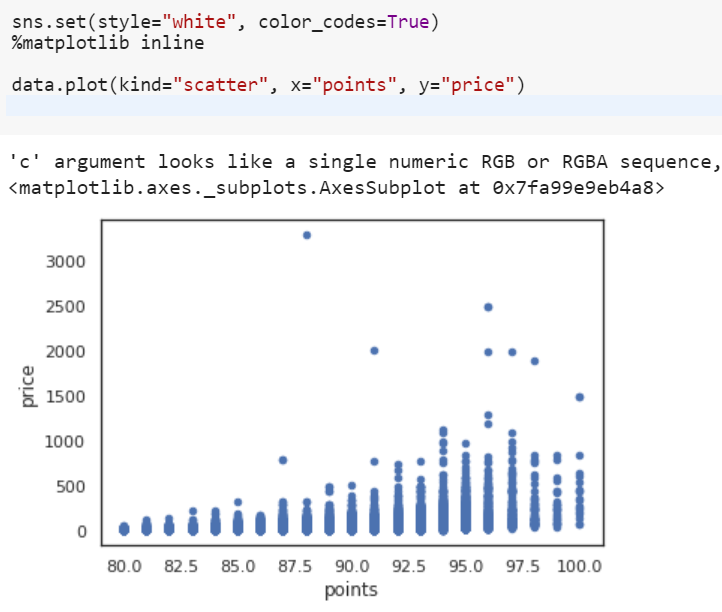 sns.set(style="white", color_codes=True)
%matplotlib inline
data.plot(kind="scatter", x="points", y="price")
'c' argument looks like a single numeric RGB or RGBA sequence,
<matplotlib.axes._subplots.AxesSubplot at 0x7fa99e9eb4a8>
3000
2500
2000
1500
1000
500
0
price
80.0 82.5 85.0 87.5 90.0 92.5 95.0 97.5 100.0
points